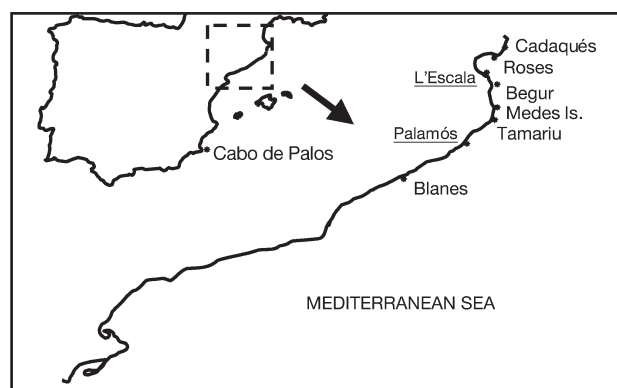 Cadaqués
Roses
L'Escala
Begur
Medes Is.
Tamariu
Palamós
Cabo de Palos
Blanes
MEDITERRANEAN SEA